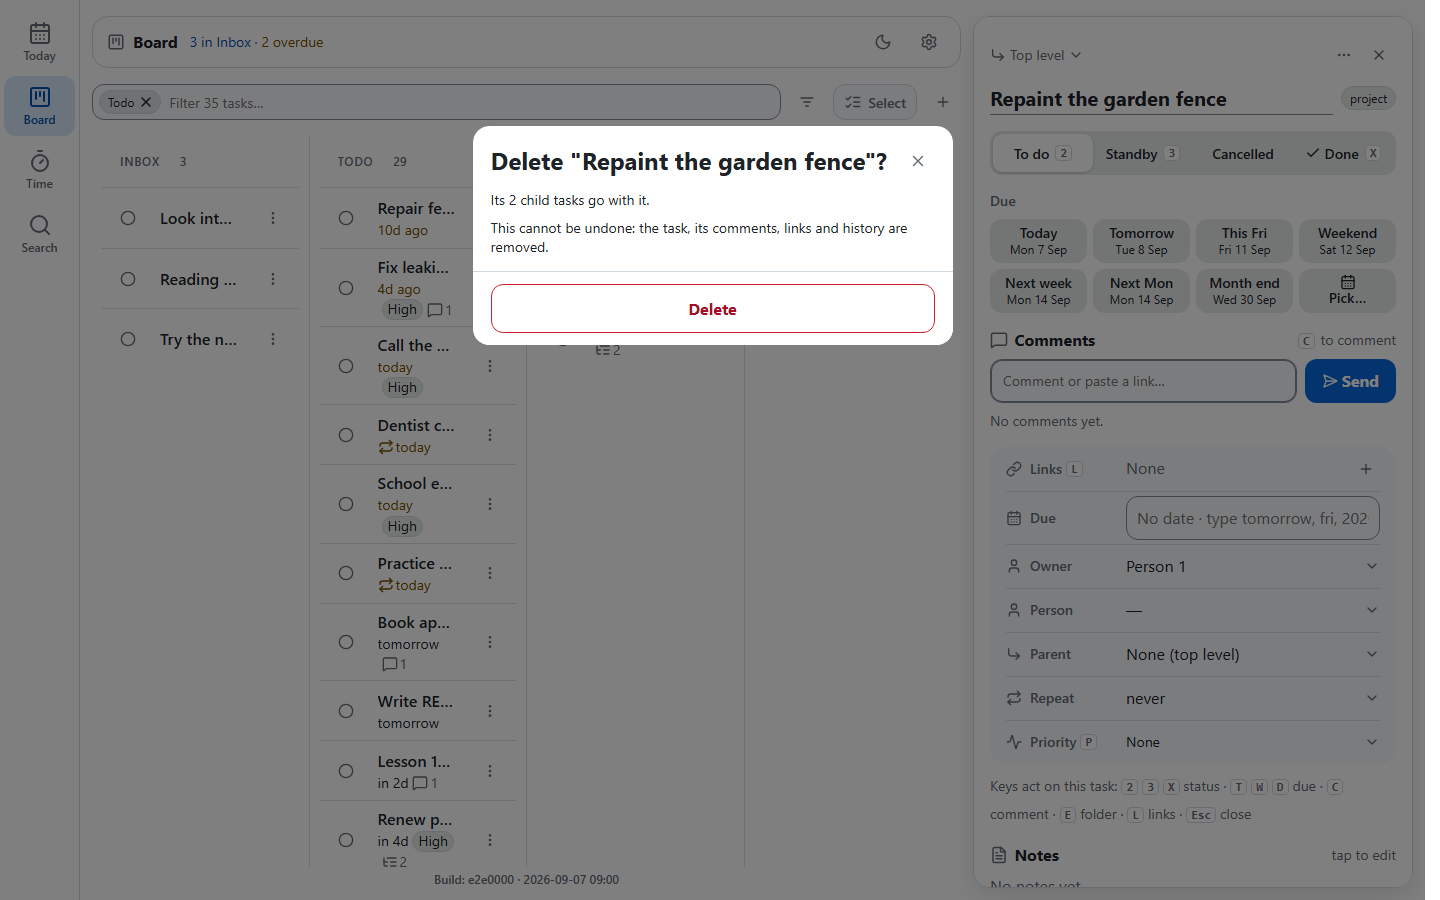 Today
Board
Time
Search
Board 3 in Inbox · 2 overdue
Todo Filter 35 tasks...
Select
INBOX 3
Look int...
Reading ...
Try the n...
TODO 29
Repair fe...
10d ago
Fix leaki...
4d ago
High 1
Call the ...
today
High
Dentist c...
today
School e...
today
High
Practice ...
today
Book ap...
tomorrow
1
Write RE...
tomorrow
Lesson 1...
in 2d 1
Renew p...
in 4d High
2
2
Build: e2e0000 · 2026-09-07 09:00
Delete "Repaint the garden fence"?
Its 2 child tasks go with it.
This cannot be undone: the task, its comments, links and history are
removed.
Delete
Top level
Repaint the garden fence project
To do 2 Standby 3 Cancelled Done X
Due
Today Tomorrow This Fri Weekend
Mon 7 Sep Tue 8 Sep Fri 11 Sep Sat 12 Sep
Next week Next Mon Month end Pick...
Mon 14 Sep Mon 14 Sep Wed 30 Sep
Comments C to comment
Comment or paste a link... Send
No comments yet.
Links L None
Due No date · type tomorrow, fri, 202
Owner Person 1
Person —
Parent None (top level)
Repeat never
Priority P None
Keys act on this task: 2 3 X status · T W D due · C
comment · E folder · L links · Esc close
Notes tap to edit
No notes yet